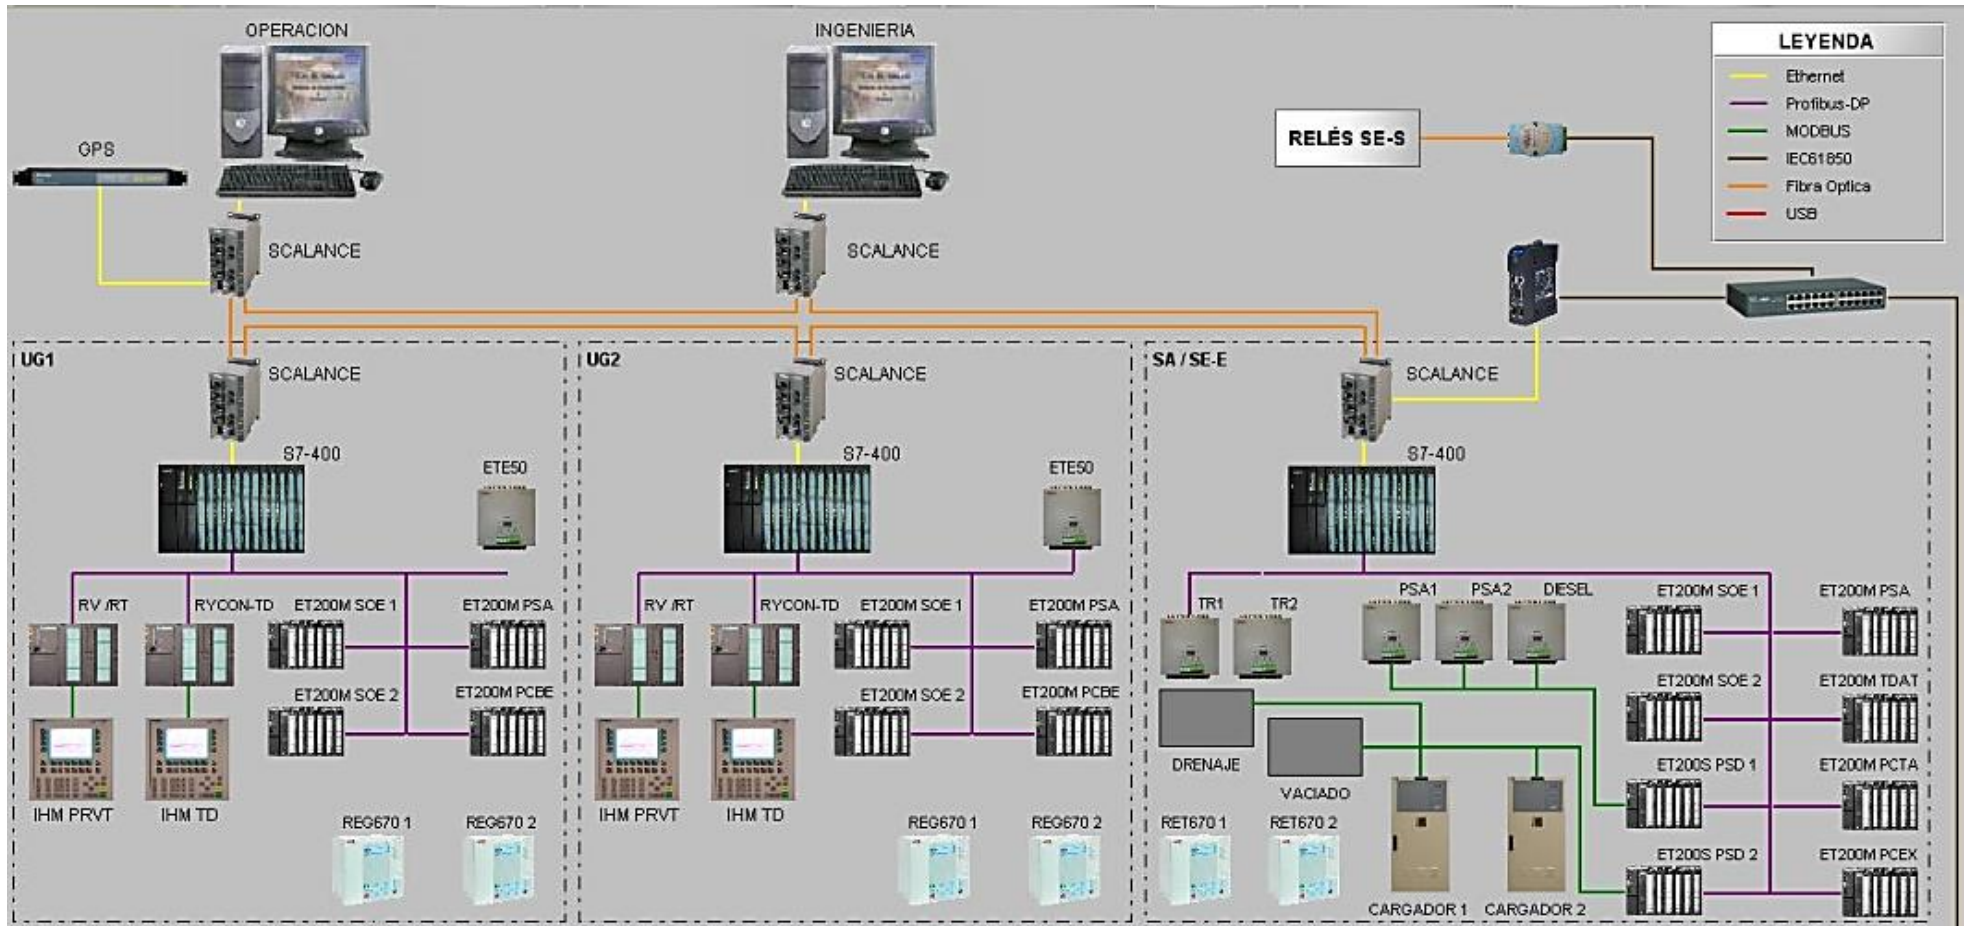 OPERACION
INGENIERIA
LEYENDA
Ethernet
Profibus-DP
MODBUS
IEC61850
Fibra Optica
USB
GPS
RELÉS SE-S
SCALANCE
SCALANCE
UG1
SCALANCE
S7-400
ETE50
RV /RT
RYCON-TD
ET200M SOE 1
ET200M PSA
ET200M SOE 2
ET200M PCBE
IHM PRVT
IHM TD
REG670 1
REG670 2
UG2
SCALANCE
S7-400
ETE50
RV /RT
RYCON-TD
ET200M SOE 1
ET200M PSA
ET200M SOE 2
ET200M PCBE
IHM PRVT
IHM TD
REG670 1
REG670 2
SA / SE-E
SCALANCE
S7-400
TR1
TR2
PSA1
PSA2
DIESEL
ET200M SOE 1
ET200M PSA
ET200M SOE 2
ET200M TDAT
DRENAJE
VACIADO
ET200S PSD 1
ET200M PCTA
RET670 1
RET670 2
ET200S PSD 2
ET200M PCEX
CARGADOR 1
CARGADOR 2